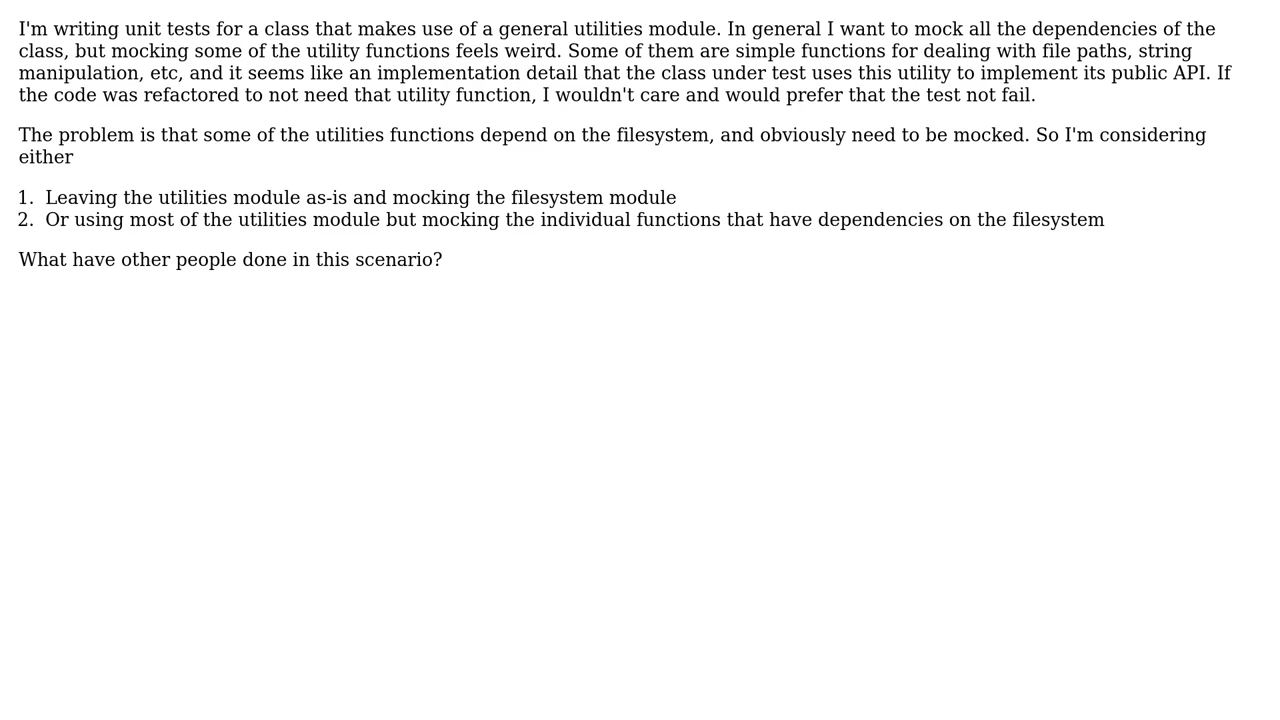 I'm writing unit tests for a class that makes use of a general utilities module. In general I want to mock all the dependencies of the
class, but mocking some of the utility functions feels weird. Some of them are simple functions for dealing with file paths, string
manipulation, etc, and it seems like an implementation detail that the class under test uses this utility to implement its public API. If
the code was refactored to not need that utility function, I wouldn't care and would prefer that the test not fail.
The problem is that some of the utilities functions depend on the filesystem, and obviously need to be mocked. So I'm considering
either
1. Leaving the utilities module as-is and mocking the filesystem module
2. Or using most of the utilities module but mocking the individual functions that have dependencies on the filesystem
What have other people done in this scenario?